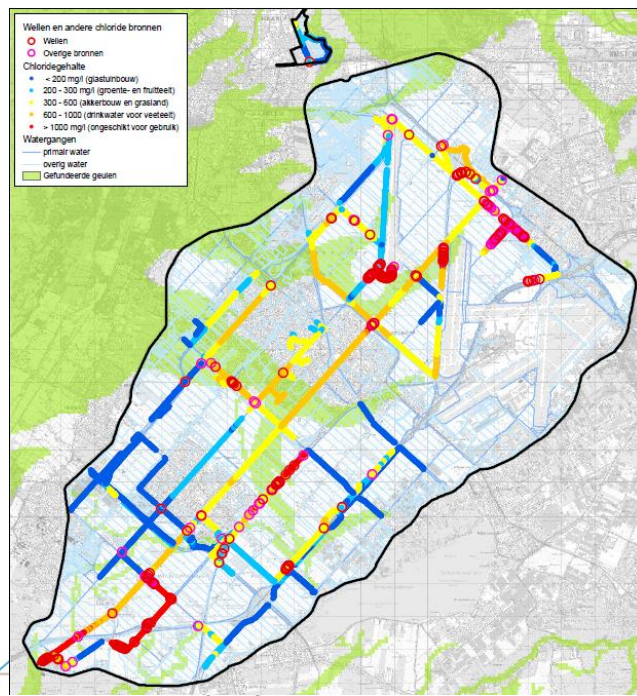 HAARL
Wellen en andere chloride bronnen
Wellen
Overige bronnen
Chloridegehalte
< 200 mg/l (glastuinbouw)
200 - 300 mg/l (groente- en fruitteelt)
300 - 600 (akkerbouw en grasland)
600 - 1000 (drinkwater voor veeteelt)
> 1000 mg/l (ongeschikt voor gebruik)
Watergangen
primair water
overig water
Gefundeerde geulen